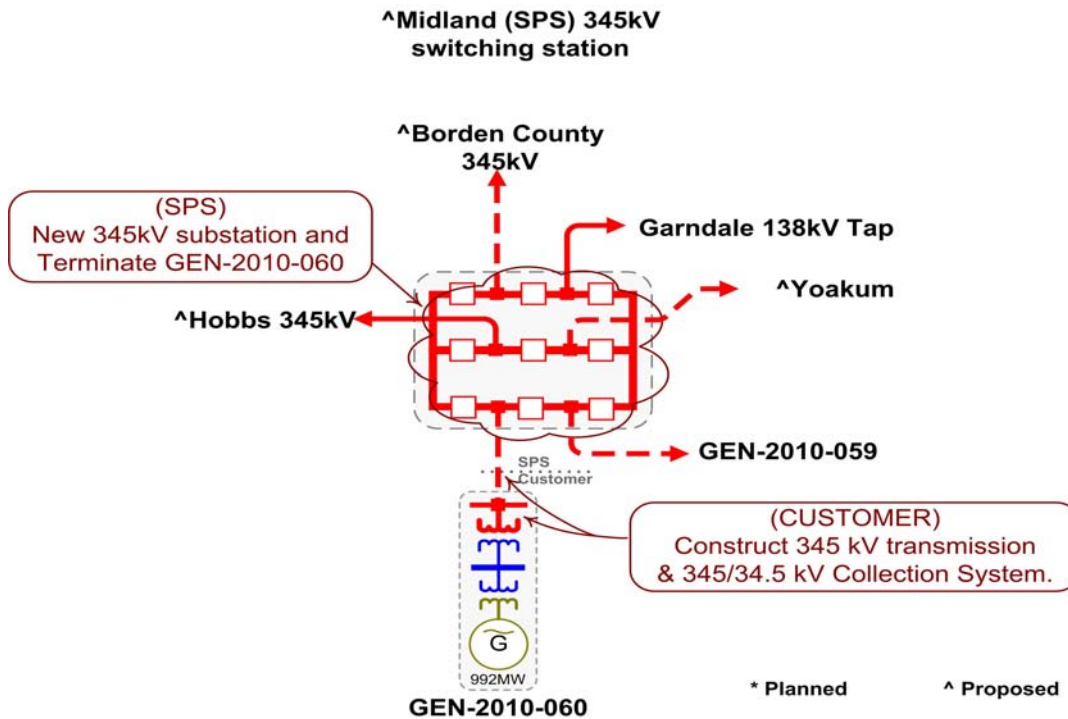 ^Midland (SPS) 345kV
switching station
^Borden County
345kV
(SPS)
New 345kV substation and
Terminate GEN-2010-060
Garndale 138kV Tap
^Yoakum
^Hobbs 345kV
GEN-2010-059
SPS
Customer
(CUSTOMER)
Construct 345 kV transmission
& 345/34.5 kV Collection System.
G
992MW
GEN-2010-060
* Planned
^ Proposed